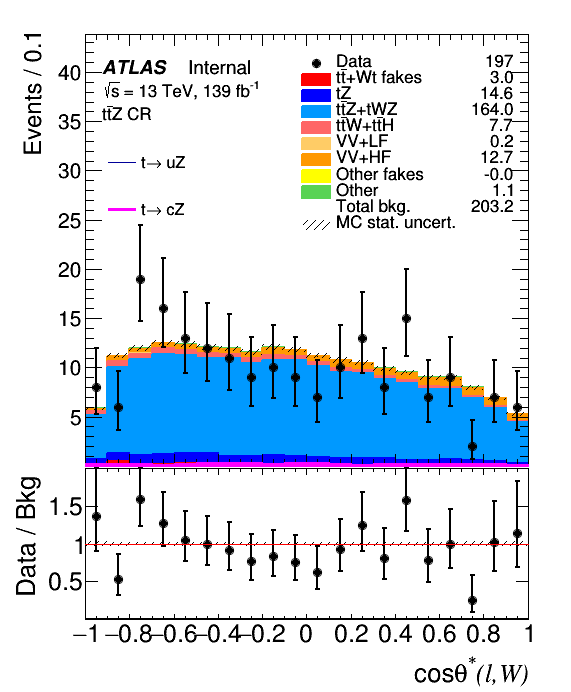 Events / 0.1
40
35
30
25
20
15
10
5
ATLAS Internal
√s = 13 TeV, 139 fb⁻¹
tt̄Z CR
t→uZ
t→cZ
Data 197
tt̄+Wt fakes 3.0
tZ 14.6
tt̄Z+tWZ 164.0
tt̄W+tt̄H 7.7
VV+LF 0.2
VV+HF 12.7
Other fakes -0.0
Other 1.1
Total bkg. 203.2
MC stat. uncert.
Data / Bkg
1.5
1
0.5
−1 −0.8 −0.6 −0.4 −0.2 0 0.2 0.4 0.6 0.8 1
cosθ*(l,W)